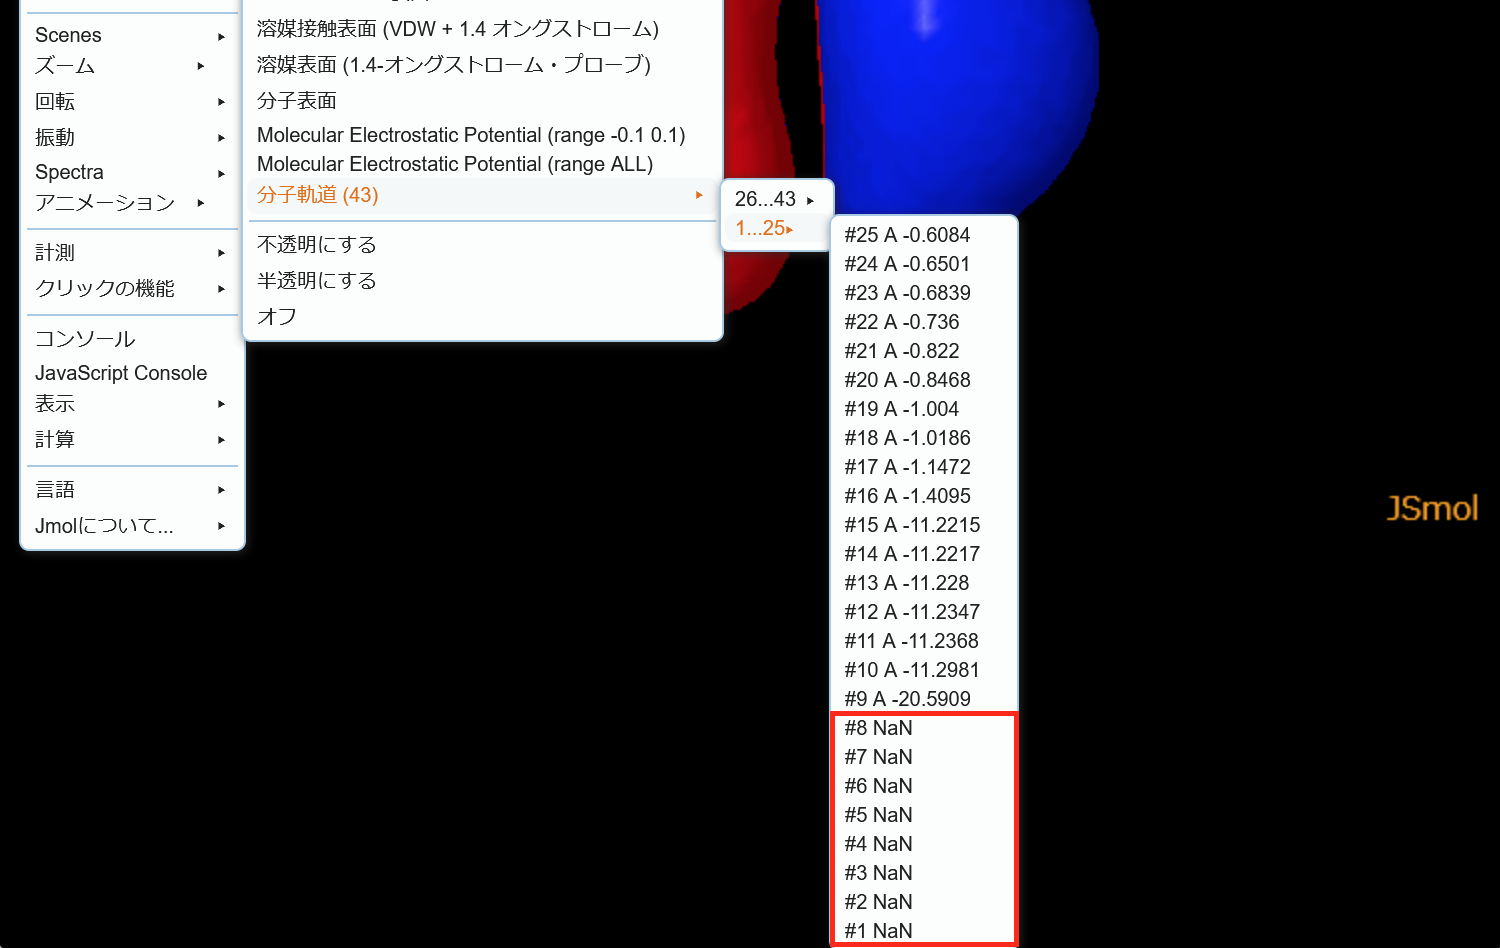 Scenes
ズーム
回転
振動
Spectra
アニメーション
計測
クリックの機能
コンソール
JavaScript Console
表示
計算
言語
Jmolについて...
溶媒接触表面 (VDW + 1.4 オングストローム)
溶媒表面 (1.4-オングストローム・プローブ)
分子表面
Molecular Electrostatic Potential (range -0.1 0.1)
Molecular Electrostatic Potential (range ALL)
分子軌道 (43)
不透明にする
半透明にする
オフ
26...43
1...25
#25 A -0.6084
#24 A -0.6501
#23 A -0.6839
#22 A -0.736
#21 A -0.822
#20 A -0.8468
#19 A -1.004
#18 A -1.0186
#17 A -1.1472
#16 A -1.4095
#15 A -11.2215
#14 A -11.2217
#13 A -11.228
#12 A -11.2347
#11 A -11.2368
#10 A -11.2981
#9 A -20.5909
#8 NaN
#7 NaN
#6 NaN
#5 NaN
#4 NaN
#3 NaN
#2 NaN
#1 NaN
JSmol